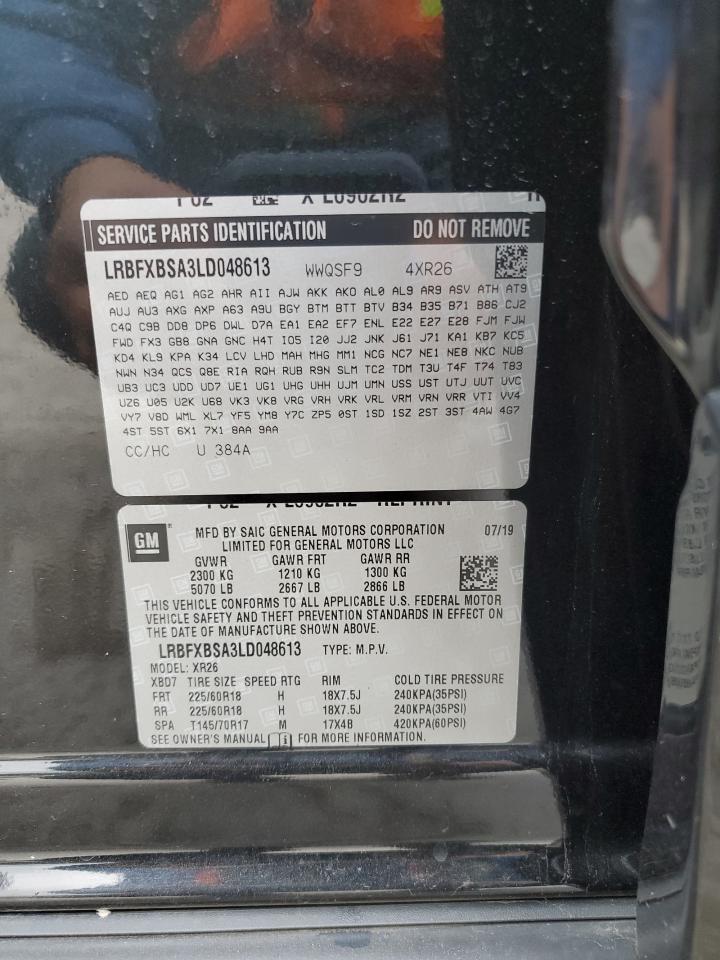 SERVICE PARTS IDENTIFICATION DO NOT REMOVE
LRBFXBSA3LD048613 WWQSF9 4XR26
AED AEQ AG1 AG2 AHR AII AJW AKK AKO AL0 AL9 AR9 ASV ATH AT9
AUJ AU3 AXG AXP A63 A9U BGY BTM BTT BTV B34 B35 B71 B86 CJ2
C4Q C9B DD8 DP6 DWL D7A EA1 EA2 EF7 ENL E22 E27 E28 FJM FJW
FWD FX3 GB8 GNA GNC H4T IO5 I20 JJ2 JNK J61 J71 KA1 KB7 KC5
KD4 KL9 KPA K34 LCV LHD MAH MHG MM1 NCG NC7 NE1 NE8 NKC NUB
NWN N34 QCS Q8E RIA RQH RUB R9N SLM TC2 TDM T3U T4F T74 T83
UB3 UC3 UDD UD7 UE1 UG1 UHG UHH UJM UMN USS UST UTJ UUT UVC
UZ6 U05 U2K U68 VK3 VK8 VRG VRH VRK VRL VRM VRN VRR VTI VV4
VY7 V8D WML XL7 YF5 YM8 Y7C ZP5 0ST 1SD 1SZ 2ST 3ST 4AW 4G7
4ST 5ST 6X1 7X1 8AA 9AA
CC/HC U 384A
GM
MFD BY SAIC GENERAL MOTORS CORPORATION 07/19
LIMITED FOR GENERAL MOTORS LLC
GVWR GAWR FRT GAWR RR
2300 KG 1210 KG 1300 KG
5070 LB 2667 LB 2866 LB
THIS VEHICLE CONFORMS TO ALL APPLICABLE U.S. FEDERAL MOTOR
VEHICLE SAFETY AND THEFT PREVENTION STANDARDS IN EFFECT ON
THE DATE OF MANUFACTURE SHOWN ABOVE.
LRBFXBSA3LD048613 TYPE: M.P.V.
MODEL: XR26
XBD7 TIRE SIZE SPEED RTG RIM COLD TIRE PRESSURE
FRT 225/60R18 H 18X7.5J 240KPA(35PSI)
RR 225/60R18 H 18X7.5J 240KPA(35PSI)
SPA T145/70R17 M 17X4B 420KPA(60PSI)
SEE OWNER'S MANUAL FOR MORE INFORMATION.